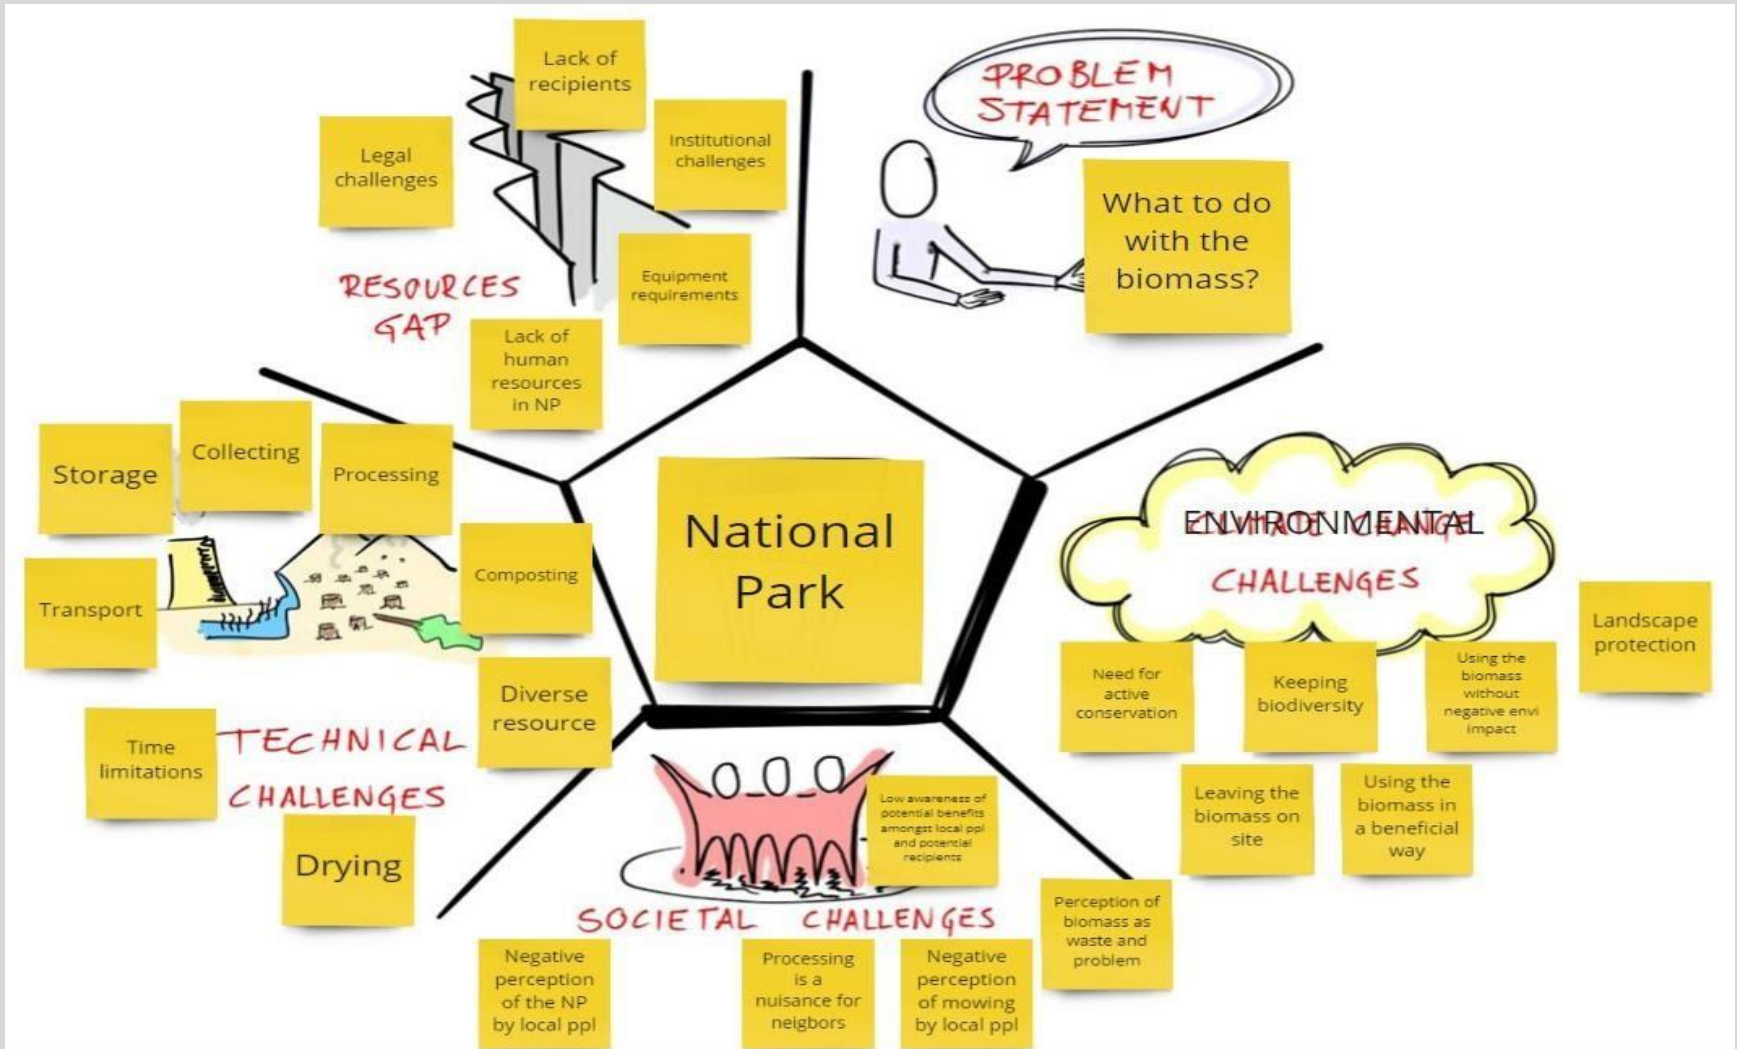 Lack of
recipients
Legal
challenges
Institutional
challenges
Equipment
requirements
RESOURCES
GAP
Lack of
human
resources
in NP
PROBLEM
STATEMENT
What to do
with the
biomass?
Storage
Collecting
Processing
Transport
Composting
Diverse
resource
Time
limitations
TECHNICAL
CHALLENGES
Drying
National
Park
ENVIRONMENTAL
CLIMATE CHANGE
CHALLENGES
Landscape
protection
Need for
active
conservation
Keeping
biodiversity
Using the
biomass
without
negative envi
impact
Leaving the
biomass on
site
Using the
biomass in
a beneficial
way
Low awareness of
potential benefits
amongst local ppl
and potential
recipients
SOCIETAL CHALLENGES
Perception of
biomass as
waste and
problem
Negative
perception
of the NP
by local ppl
Processing
is a
nuisance for
neigbors
Negative
perception
of mowing
by local ppl